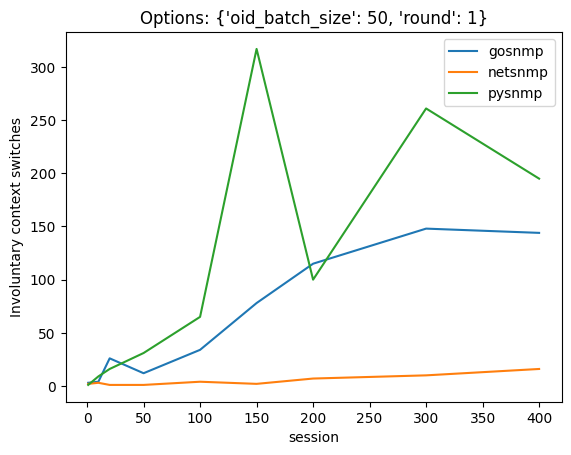 Options: {'oid_batch_size': 50, 'round': 1}
gosnmp
netsnmp
pysnmp
Involuntary context switches
300
250
200
150
100
50
0
0 50 100 150 200 250 300 350 400
session